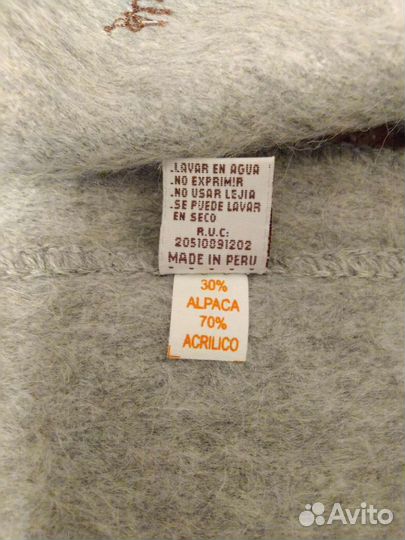 .LAVAR EN AGUA
.NO EXPRIMIR
.NO USAR LEJIA
.SE PUEDE LAVAR
EN SECO
R.U.C:
20510891202
MADE IN PERU
30%
ALPACA
70%
ACRILICO
Avito